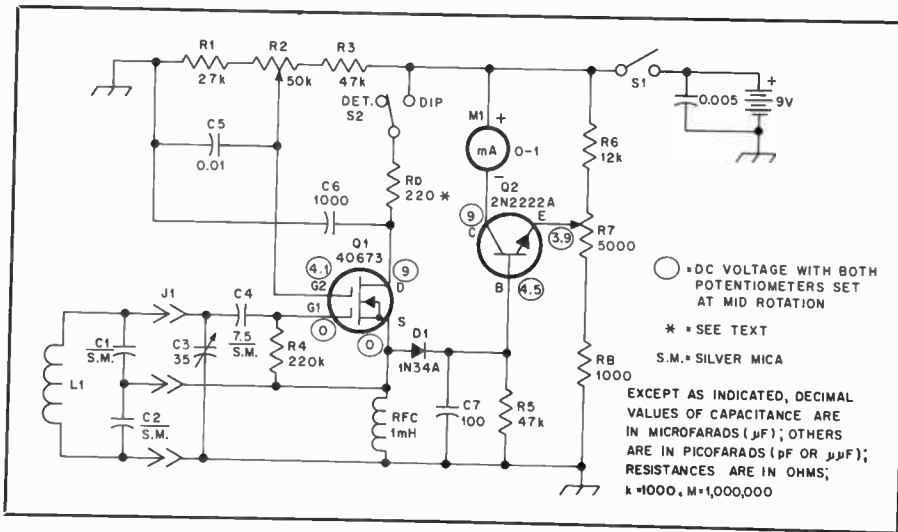 R1
27k
R2
50k
R3
47k
DET.
S2
DIP
M1
+
mA
0-1
−
S1
0.005
+
9V
C5
0.01
C6
1000
RD
220 *
R6
12k
Q2
2N2222A
9
C
E
3.9
B
4.5
R7
5000
Q1
40673
4.1
G2
9
D
G1
0
S
0
J1
C4
7.5
S.M.
C1
S.M.
C3
35
R4
220k
D1
1N34A
L1
C2
S.M.
RFC
1mH
C7
100
R5
47k
R8
1000
= DC VOLTAGE WITH BOTH
POTENTIOMETERS SET
AT MID ROTATION
* = SEE TEXT
S.M.= SILVER MICA
EXCEPT AS INDICATED, DECIMAL
VALUES OF CAPACITANCE ARE
IN MICROFARADS (µF); OTHERS
ARE IN PICOFARADS (pF OR µµF);
RESISTANCES ARE IN OHMS;
k=1000, M=1,000,000